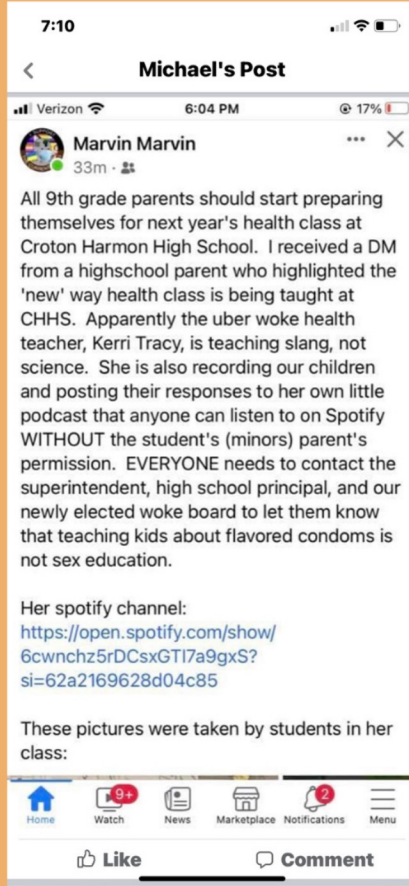 7:10
Michael's Post
Verizon 6:04 PM 17%
Marvin Marvin
33m ·
All 9th grade parents should start preparing
themselves for next year's health class at
Croton Harmon High School. I received a DM
from a highschool parent who highlighted the
'new' way health class is being taught at
CHHS. Apparently the uber woke health
teacher, Kerri Tracy, is teaching slang, not
science. She is also recording our children
and posting their responses to her own little
podcast that anyone can listen to on Spotify
WITHOUT the student's (minors) parent's
permission. EVERYONE needs to contact the
superintendent, high school principal, and our
newly elected woke board to let them know
that teaching kids about flavored condoms is
not sex education.
Her spotify channel:
https://open.spotify.com/show/
6cwnchz5rDCsxGTl7a9gxS?
si=62a2169628d04c85
These pictures were taken by students in her
class:
9+ 2
Home Watch News Marketplace Notifications Menu
Like Comment